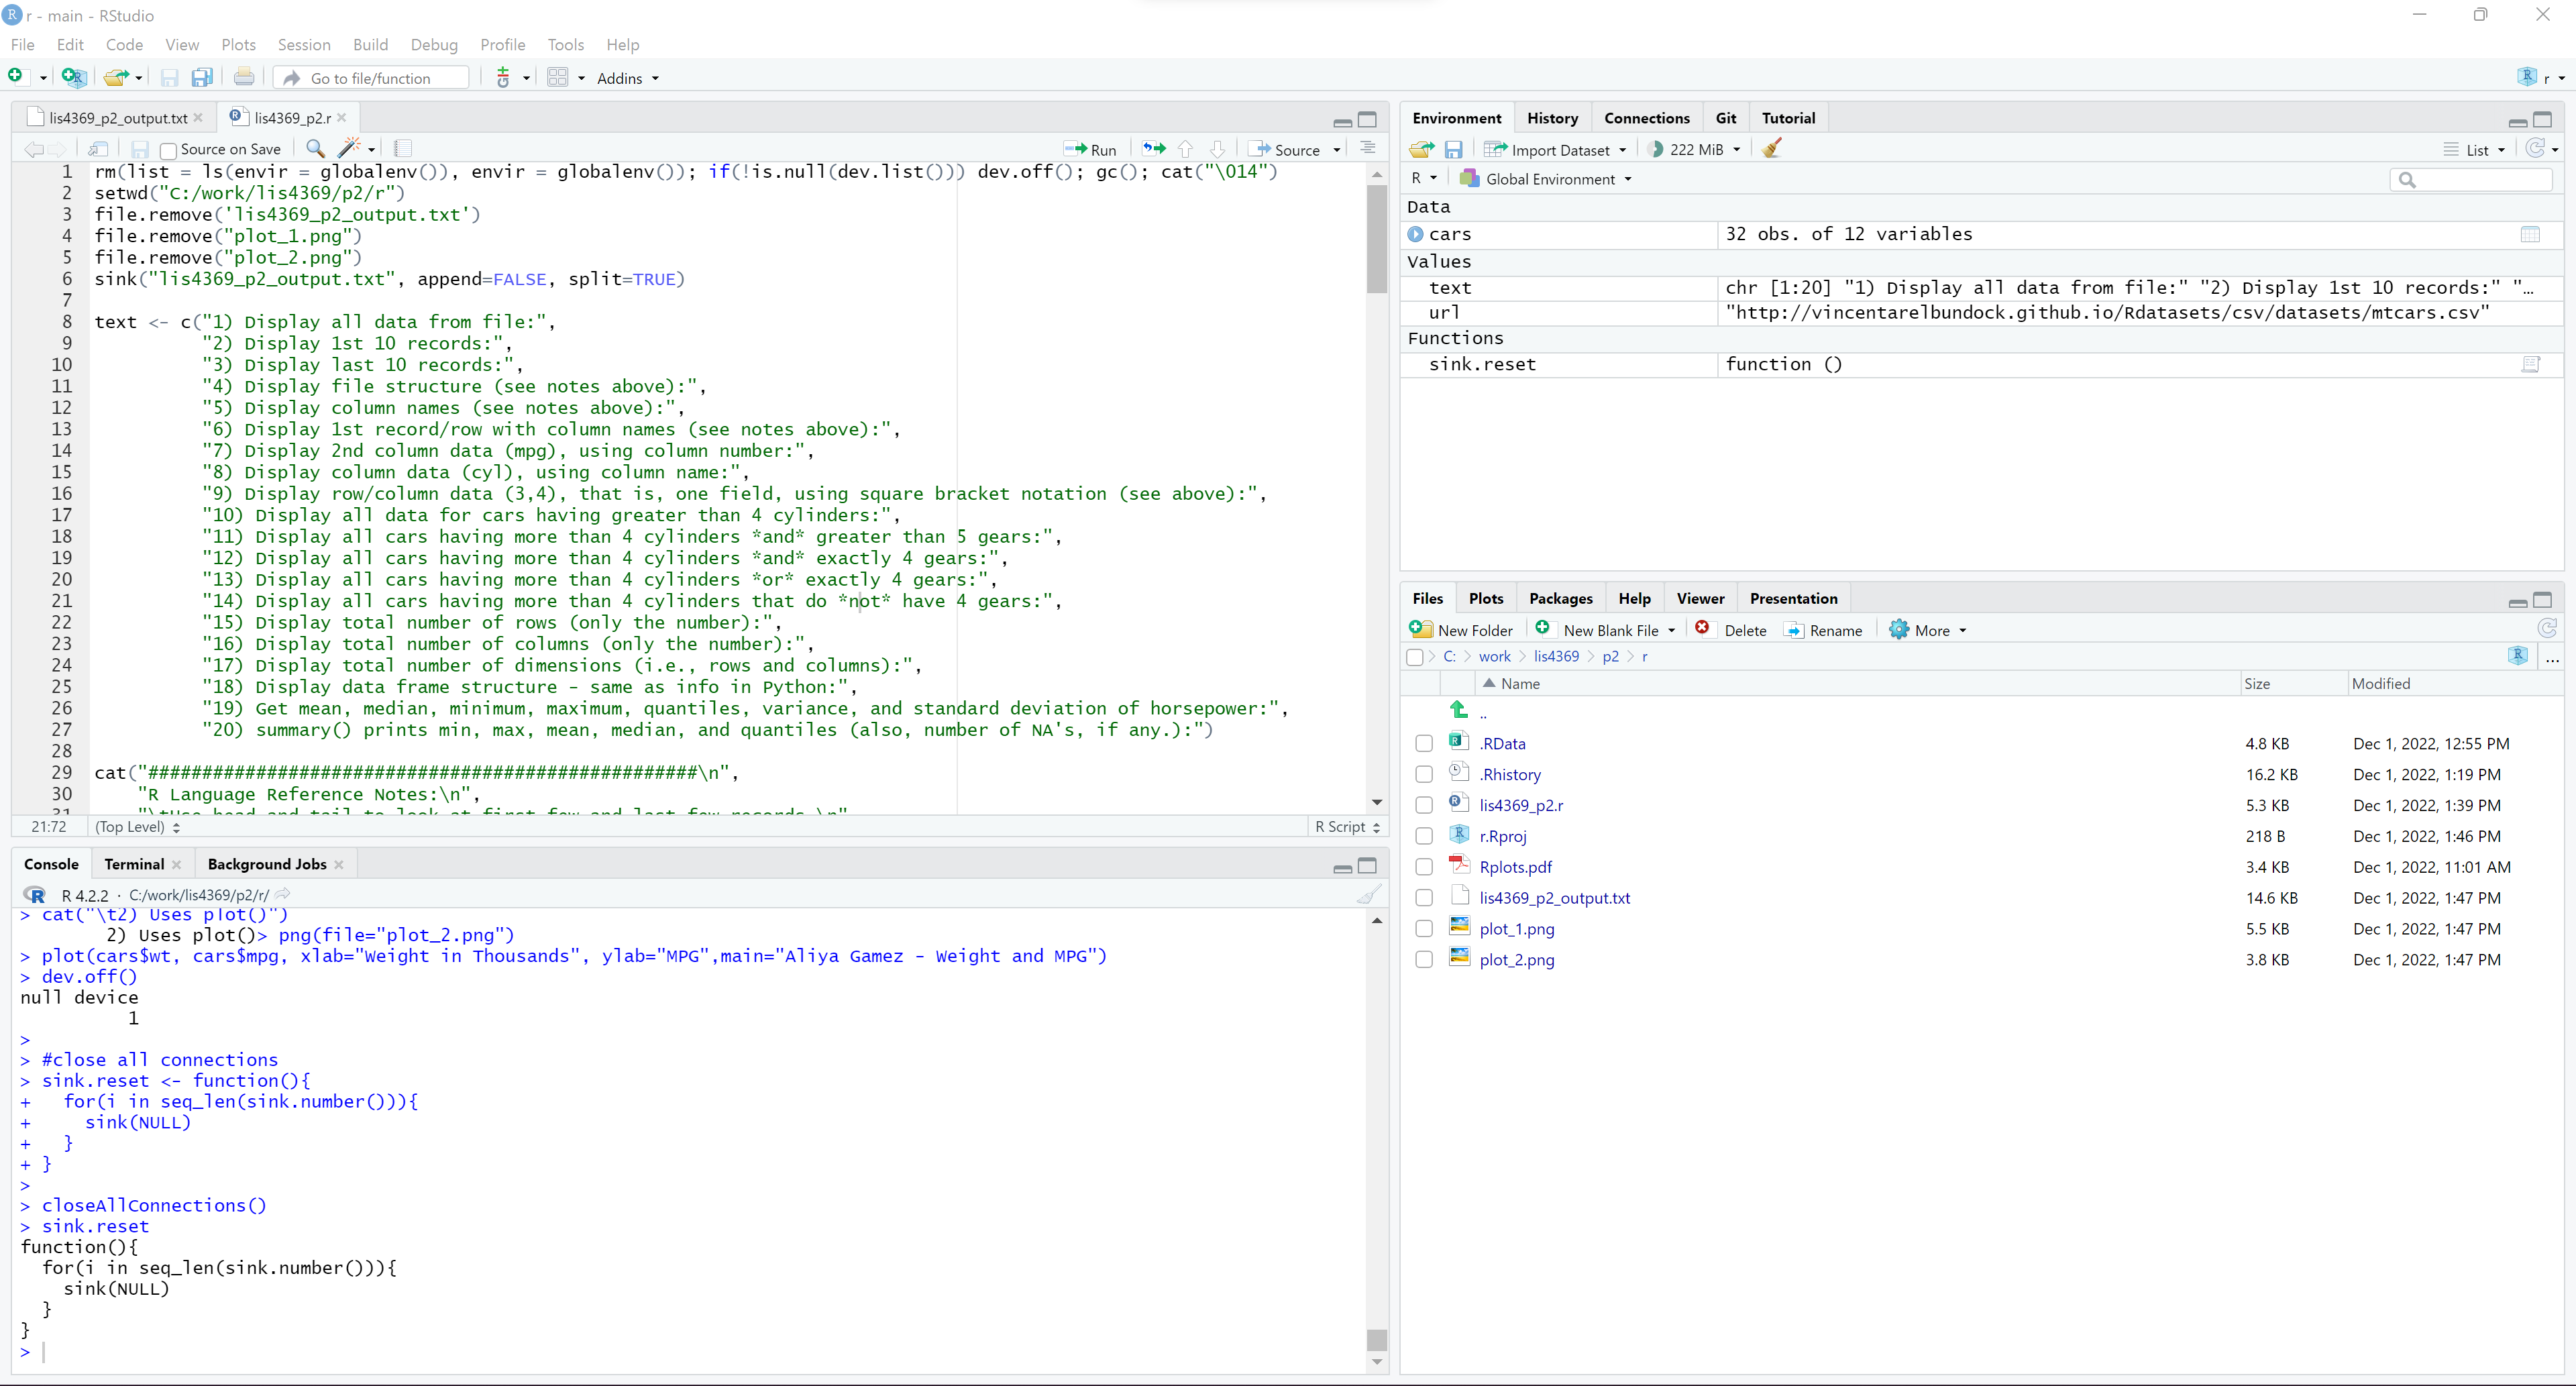 r - main - RStudio
File Edit Code View Plots Session Build Debug Profile Tools Help
Go to file/function Git Addins r
lis4369_p2_output.txt lis4369_p2.r
Source on Save Run Source
1 rm(list = ls(envir = globalenv()), envir = globalenv()); if(!is.null(dev.list())) dev.off(); gc(); cat("\014")
2 setwd("C:/work/lis4369/p2/r")
3 file.remove('lis4369_p2_output.txt')
4 file.remove("plot_1.png")
5 file.remove("plot_2.png")
6 sink("lis4369_p2_output.txt", append=FALSE, split=TRUE)
7
8 text <- c("1) Display all data from file:",
9 "2) Display 1st 10 records:",
10 "3) Display last 10 records:",
11 "4) Display file structure (see notes above):",
12 "5) Display column names (see notes above):",
13 "6) Display 1st record/row with column names (see notes above):",
14 "7) Display 2nd column data (mpg), using column number:",
15 "8) Display column data (cyl), using column name:",
16 "9) Display row/column data (3,4), that is, one field, using square bracket notation (see above):",
17 "10) Display all data for cars having greater than 4 cylinders:",
18 "11) Display all cars having more than 4 cylinders *and* greater than 5 gears:",
19 "12) Display all cars having more than 4 cylinders *and* exactly 4 gears:",
20 "13) Display all cars having more than 4 cylinders *or* exactly 4 gears:",
21 "14) Display all cars having more than 4 cylinders that do *not* have 4 gears:",
22 "15) Display total number of rows (only the number):",
23 "16) Display total number of columns (only the number):",
24 "17) Display total number of dimensions (i.e., rows and columns):",
25 "18) Display data frame structure - same as info in Python:",
26 "19) Get mean, median, minimum, maximum, quantiles, variance, and standard deviation of horsepower:",
27 "20) summary() prints min, max, mean, median, and quantiles (also, number of NA's, if any.):")
28
29 cat("###################################################\n",
30 "R Language Reference Notes:\n",
31 "\tUse head and tail to look at first few and last few records.\n"
21:72 (Top Level) R Script
Console Terminal Background Jobs
R 4.2.2 · C:/work/lis4369/p2/r/
> cat("\t2) Uses plot()")
2) Uses plot()> png(file="plot_2.png")
> plot(cars$wt, cars$mpg, xlab="Weight in Thousands", ylab="MPG",main="Aliya Gamez - Weight and MPG")
> dev.off()
null device
1
>
> #close all connections
> sink.reset <- function(){
+ for(i in seq_len(sink.number())){
+ sink(NULL)
+ }
+ }
>
> closeAllConnections()
> sink.reset
function(){
for(i in seq_len(sink.number())){
sink(NULL)
}
}
>
Environment History Connections Git Tutorial
Import Dataset 222 MiB List
R Global Environment
Data
cars 32 obs. of 12 variables
Values
text chr [1:20] "1) Display all data from file:" "2) Display 1st 10 records:" "...
url "http://vincentarelbundock.github.io/Rdatasets/csv/datasets/mtcars.csv"
Functions
sink.reset function ()
Files Plots Packages Help Viewer Presentation
New Folder New Blank File Delete Rename More
C: > work > lis4369 > p2 > r ...
Name Size Modified
..
.RData 4.8 KB Dec 1, 2022, 12:55 PM
.Rhistory 16.2 KB Dec 1, 2022, 1:19 PM
lis4369_p2.r 5.3 KB Dec 1, 2022, 1:39 PM
r.Rproj 218 B Dec 1, 2022, 1:46 PM
Rplots.pdf 3.4 KB Dec 1, 2022, 11:01 AM
lis4369_p2_output.txt 14.6 KB Dec 1, 2022, 1:47 PM
plot_1.png 5.5 KB Dec 1, 2022, 1:47 PM
plot_2.png 3.8 KB Dec 1, 2022, 1:47 PM